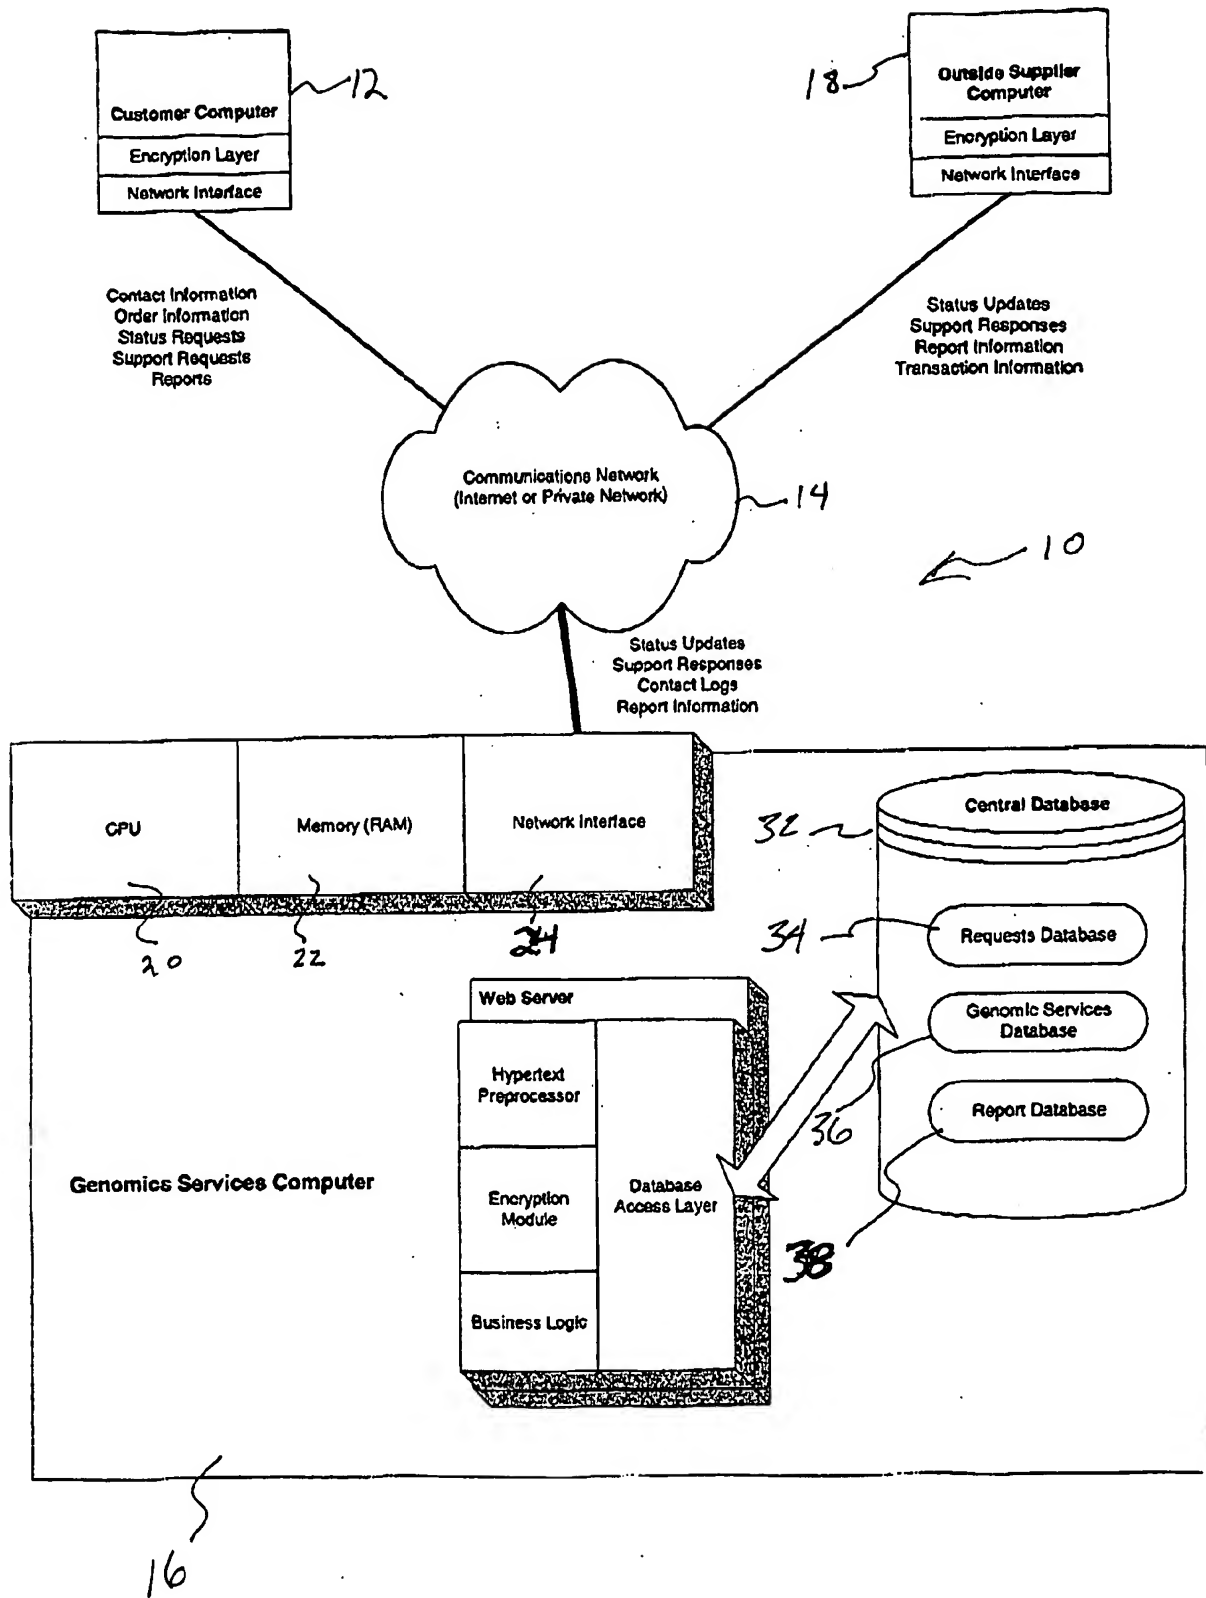 Customer Computer
Encryption Layer
Network Interface
12
18
Outside Supplier
Computer
Encryption Layer
Network Interface
Contact Information
Order Information
Status Requests
Support Requests
Reports
Status Updates
Support Responses
Report Information
Transaction Information
Communications Network
(Internet or Private Network)
14
10
Status Updates
Support Responses
Contact Logs
Report Information
CPU
Memory (RAM)
Network Interface
20
22
24
32
Central Database
34
Requests Database
Genomic Services
Database
36
Report Database
38
Web Server
Hypertext
Preprocessor
Encryption
Module
Business Logic
Database
Access Layer
Genomics Services Computer
16